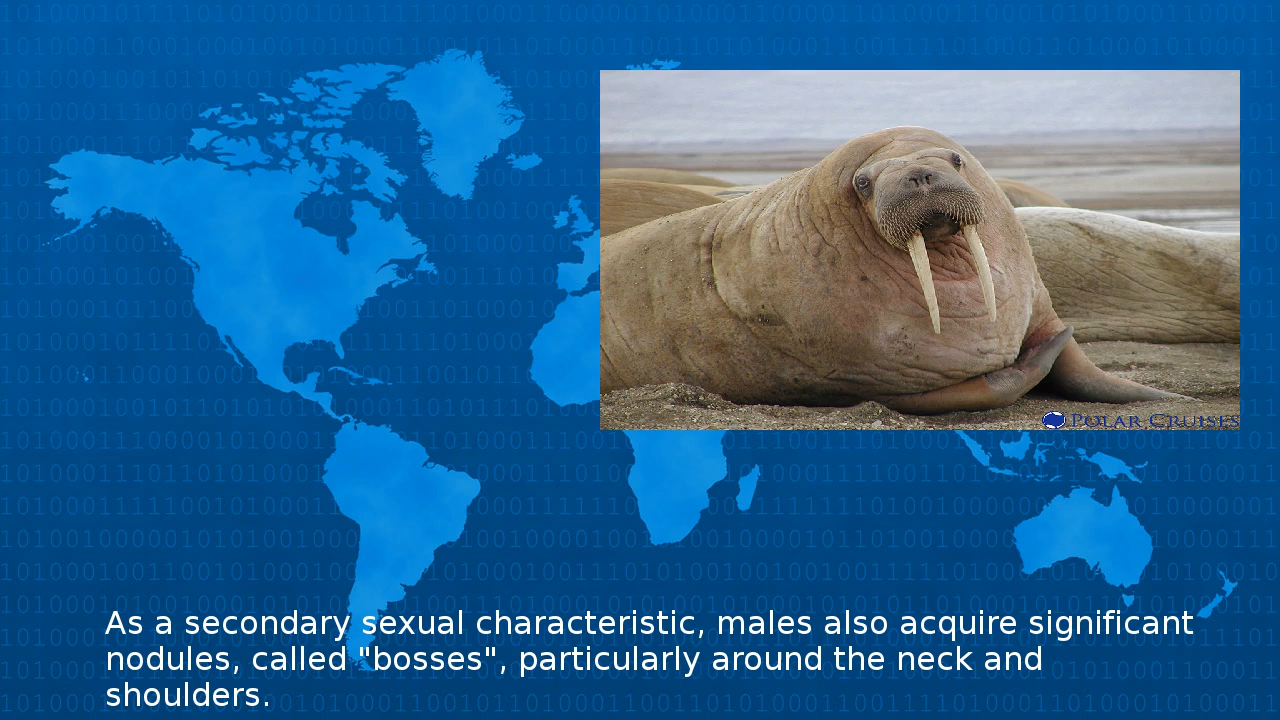 POLAR CRUISES
As a secondary sexual characteristic, males also acquire significant
nodules, called "bosses", particularly around the neck and
shoulders.